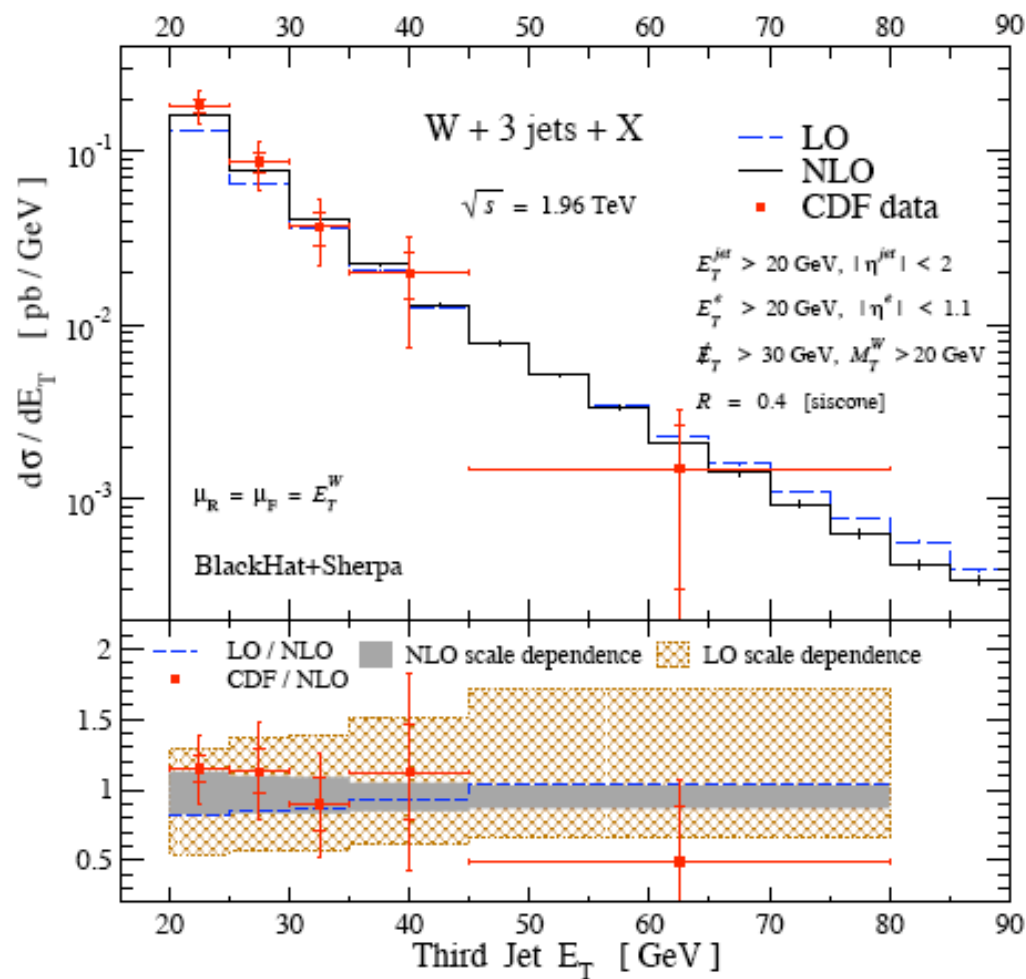 20 30 40 50 60 70 80 90
10⁻¹
10⁻²
10⁻³
dσ / dE_T [ pb / GeV ]
W + 3 jets + X
√s = 1.96 TeV
LO
NLO
CDF data
E_T^jet > 20 GeV, | η^jet | < 2
E_T^e > 20 GeV, | η^e | < 1.1
E̸_T > 30 GeV, M_T^W > 20 GeV
R = 0.4 [siscone]
μ_R = μ_F = E_T^W
BlackHat+Sherpa
LO / NLO
CDF / NLO
NLO scale dependence
LO scale dependence
2
1.5
1
0.5
20 30 40 50 60 70 80 90
Third Jet E_T [ GeV ]